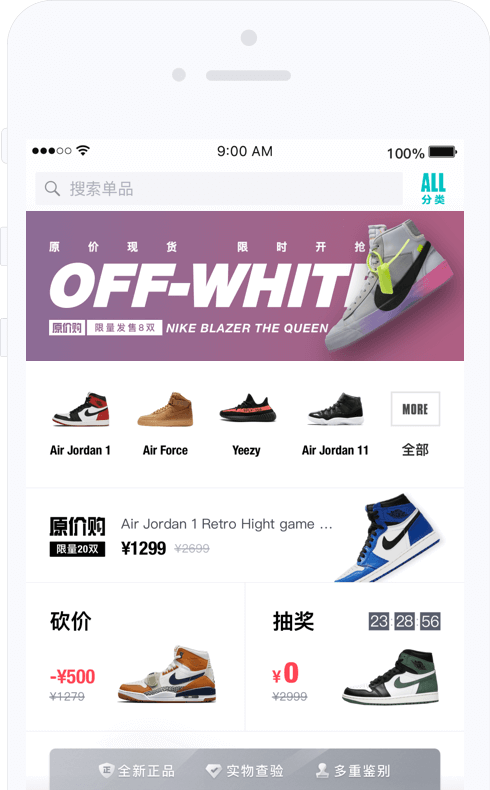 9:00 AM
100%
搜索单品
ALL
分类
原价现货 限时开抢
OFF-WHIT
原价购 限量发售8双 NIKE BLAZER THE QUEEN
MORE
Air Jordan 1 Air Force Yeezy Air Jordan 11 全部
原价购 Air Jordan 1 Retro Hight game ...
限量20双 ¥1299 ¥2699
砍价 抽奖 23:28:56
-¥500 ¥0
¥1279 ¥2999
正 全新正品 实物查验 多重鉴别